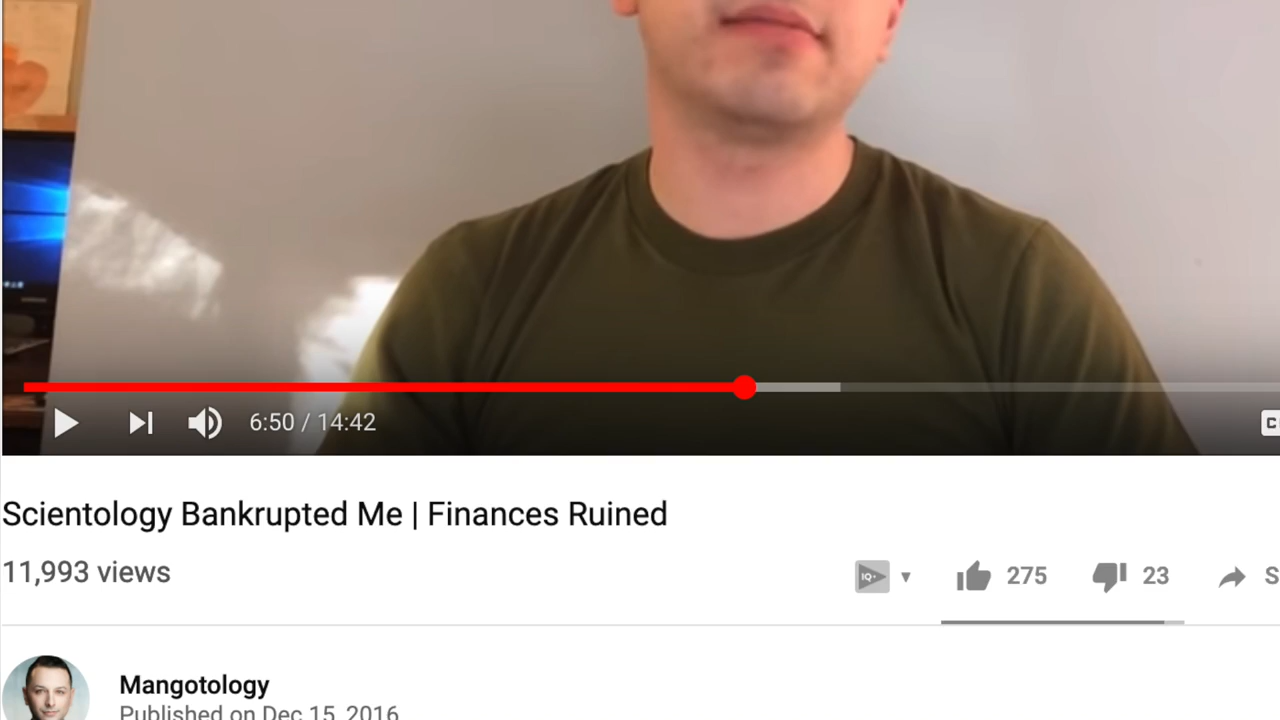 6:50 / 14:42
Scientology Bankrupted Me | Finances Ruined
11,993 views
IQ+
275
23
S
Mangotology
Published on Dec 15, 2016